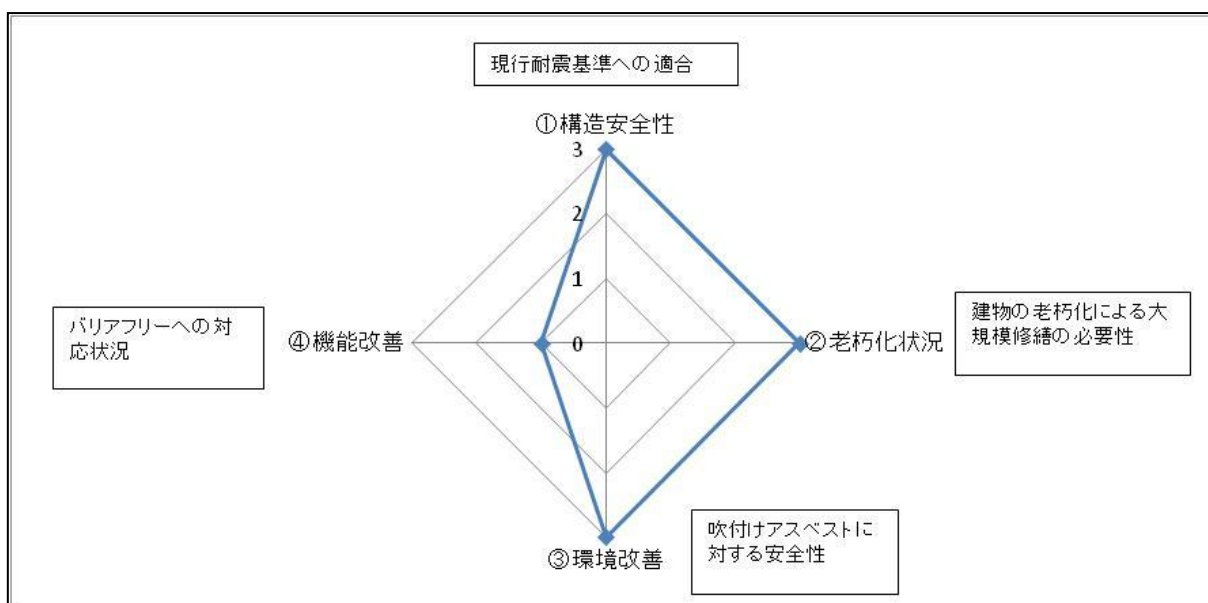 現行耐震基準への適合
①構造安全性
3
2
1
0
バリアフリーへの対
応状況
④機能改善
②老朽化状況
建物の老朽化による大
規模修繕の必要性
吹付けアスベストに
対する安全性
③環境改善